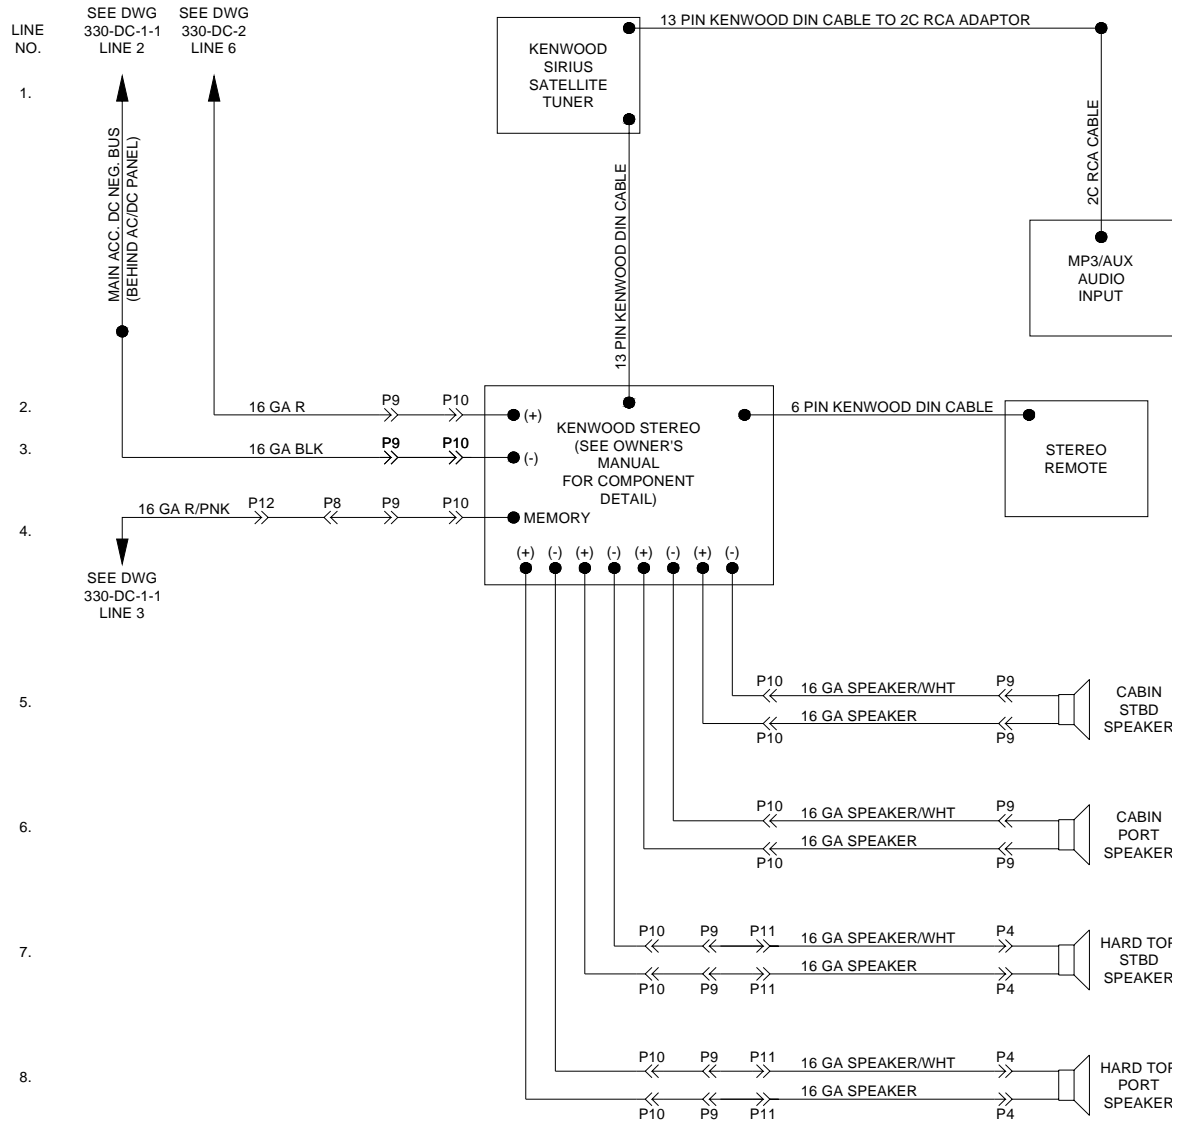 LINE
NO.
SEE DWG
330-DC-1-1
LINE 2
SEE DWG
330-DC-2
LINE 6
1.
MAIN ACC. DC NEG. BUS
(BEHIND AC/DC PANEL)
KENWOOD
SIRIUS
SATELLITE
TUNER
13 PIN KENWOOD DIN CABLE TO 2C RCA ADAPTOR
13 PIN KENWOOD DIN CABLE
2C RCA CABLE
MP3/AUX
AUDIO
INPUT
2.
16 GA R
P9
P10
(+)
KENWOOD STEREO
(SEE OWNER'S
MANUAL
FOR COMPONENT
DETAIL)
6 PIN KENWOOD DIN CABLE
STEREO
REMOTE
3.
16 GA BLK
P9
P10
(-)
4.
16 GA R/PNK
P12
P8
P9
P10
MEMORY
SEE DWG
330-DC-1-1
LINE 3
(+) (-) (+) (-) (+) (-) (+) (-)
5.
P10
16 GA SPEAKER/WHT
P9
16 GA SPEAKER
P10
P9
CABIN
STBD
SPEAKER
6.
P10
16 GA SPEAKER/WHT
P9
16 GA SPEAKER
P10
P9
CABIN
PORT
SPEAKER
7.
P10
P9
P11
16 GA SPEAKER/WHT
P4
16 GA SPEAKER
P10
P9
P11
P4
HARD TOP
STBD
SPEAKER
8.
P10
P9
P11
16 GA SPEAKER/WHT
P4
16 GA SPEAKER
P10
P9
P11
P4
HARD TOP
PORT
SPEAKER